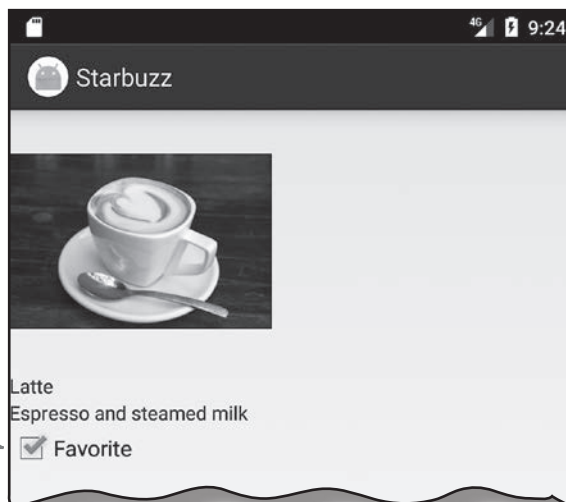 4G 9:24
Starbuzz
Latte
Espresso and steamed milk
Favorite